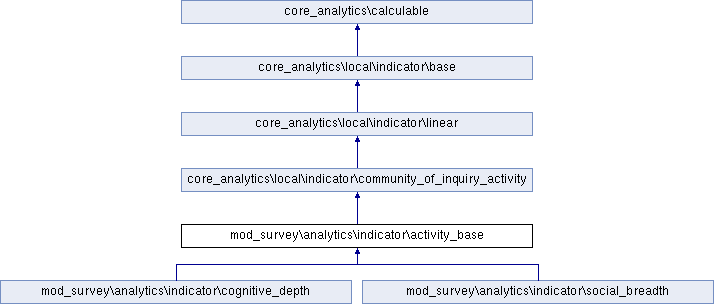 core_analytics\calculable
core_analytics\local\indicator\base
core_analytics\local\indicator\linear
core_analytics\local\indicator\community_of_inquiry_activity
mod_survey\analytics\indicator\activity_base
mod_survey\analytics\indicator\cognitive_depth
mod_survey\analytics\indicator\social_breadth